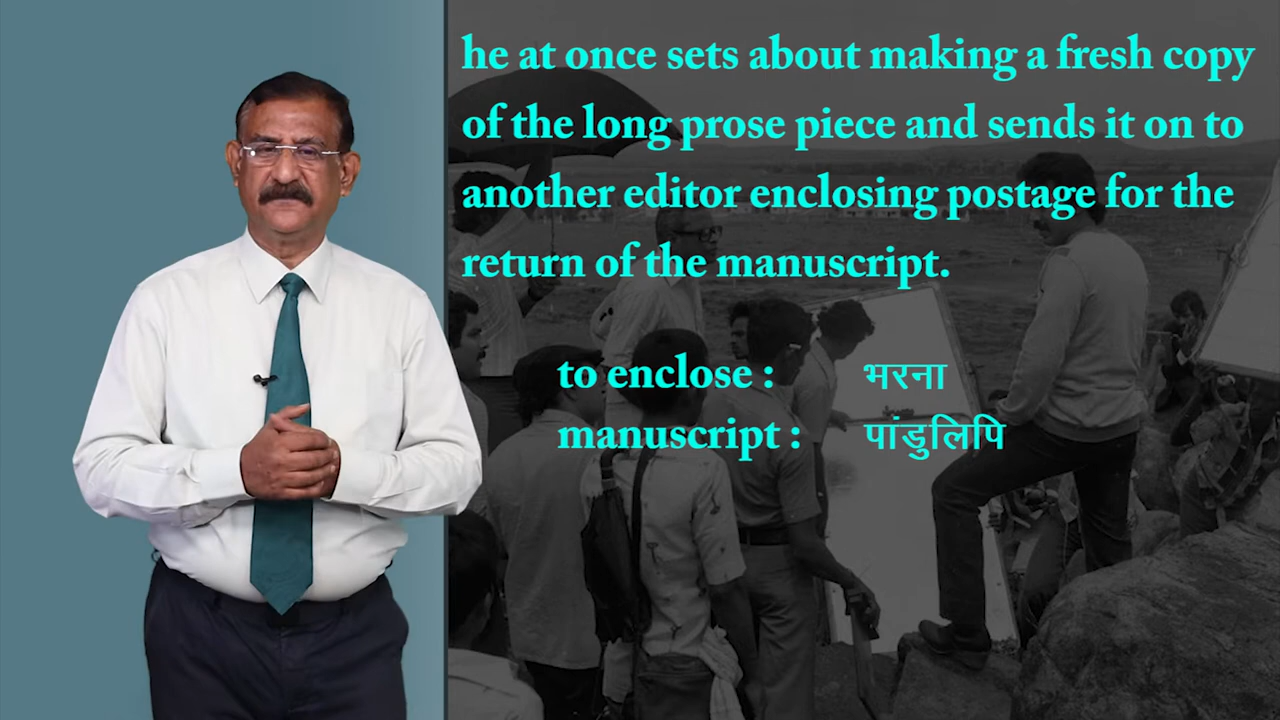 he at once sets about making a fresh copy
of the long prose piece and sends it on to
another editor enclosing postage for the
return of the manuscript.
to enclose : भरना
manuscript : पांडुलिपि